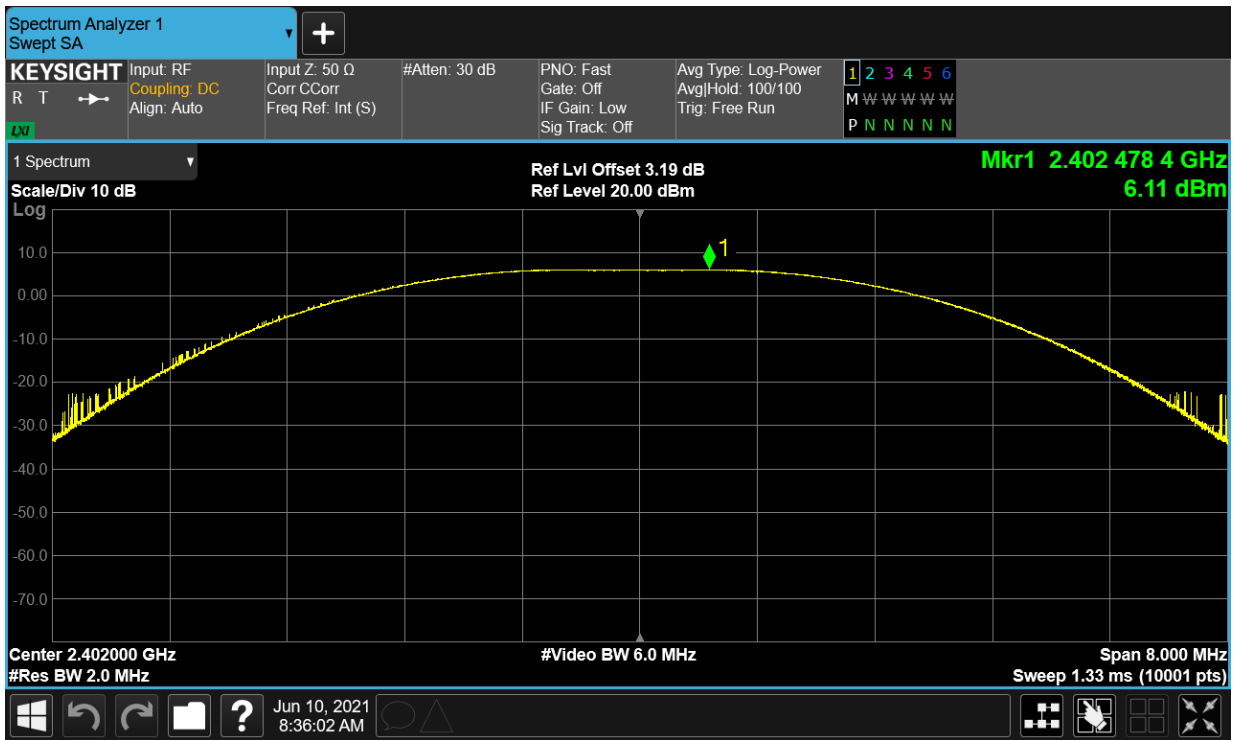 Spectrum Analyzer 1
Swept SA
+
KEYSIGHT
R T
LXI
Input: RF
Coupling: DC
Align: Auto
Input Z: 50 Ω
Corr CCorr
Freq Ref: Int (S)
#Atten: 30 dB
PNO: Fast
Gate: Off
IF Gain: Low
Sig Track: Off
Avg Type: Log-Power
Avg|Hold: 100/100
Trig: Free Run
1 2 3 4 5 6
M W W W W W
P N N N N N
1 Spectrum
Scale/Div 10 dB
Log
Ref Lvl Offset 3.19 dB
Ref Level 20.00 dBm
Mkr1 2.402 478 4 GHz
6.11 dBm
1
10.0
0.00
-10.0
-20.0
-30.0
-40.0
-50.0
-60.0
-70.0
Center 2.402000 GHz
#Res BW 2.0 MHz
#Video BW 6.0 MHz
Span 8.000 MHz
Sweep 1.33 ms (10001 pts)
?
Jun 10, 2021
8:36:02 AM